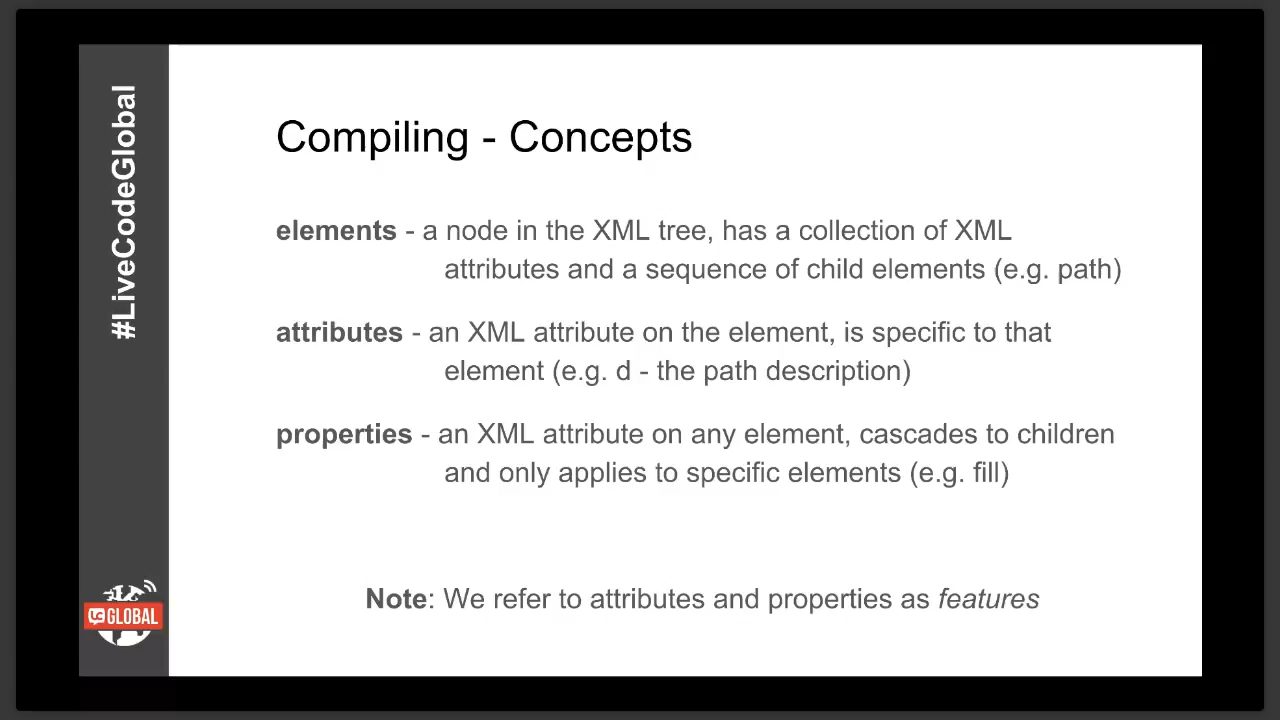 #LiveCodeGlobal
Compiling - Concepts
elements - a node in the XML tree, has a collection of XML
attributes and a sequence of child elements (e.g. path)
attributes - an XML attribute on the element, is specific to that
element (e.g. d - the path description)
properties - an XML attribute on any element, cascades to children
and only applies to specific elements (e.g. fill)
Note: We refer to attributes and properties as features
GLOBAL